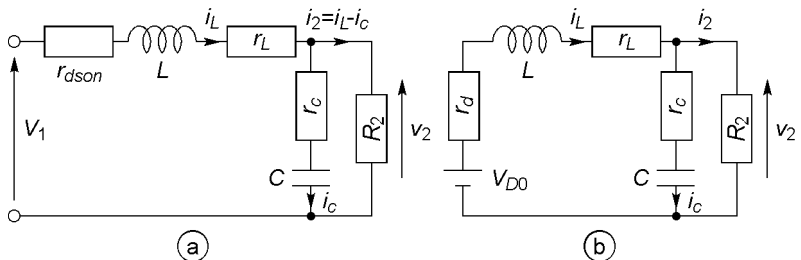 i_L i_2=i_L-i_c
r_dson L r_L
V_1 r_c R_2 v_2
C i_c
a
i_L i_2
L r_L
r_d r_c R_2 v_2
V_D0 C i_c
b